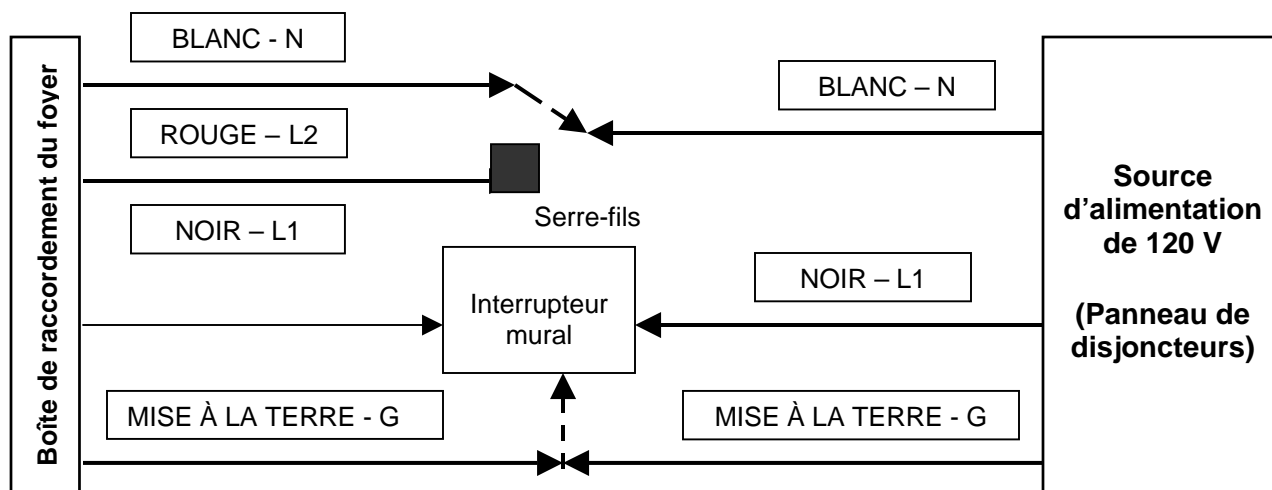 Boîte de raccordement du foyer
BLANC - N
ROUGE – L2
NOIR – L1
MISE À LA TERRE - G
Serre-fils
Interrupteur
mural
BLANC – N
NOIR – L1
MISE À LA TERRE - G
Source
d’alimentation
de 120 V
(Panneau de
disjoncteurs)